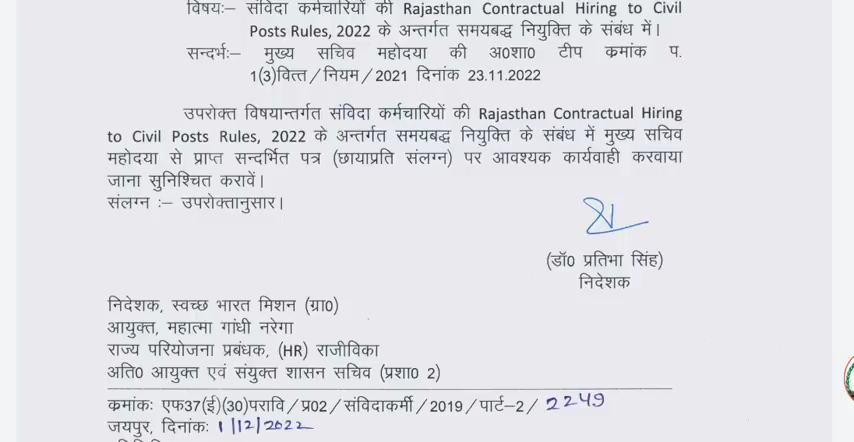 विषयः– संविदा कर्मचारियों की Rajasthan Contractual Hiring to Civil
Posts Rules, 2022 के अन्तर्गत समयबद्ध नियुक्ति के संबंध में।
सन्दर्भः– मुख्य सचिव महोदया की अ0शा0 टीप क्रमांक प.
1(3)वित्त/नियम/2021 दिनांक 23.11.2022
उपरोक्त विषयान्तर्गत संविदा कर्मचारियों की Rajasthan Contractual Hiring
to Civil Posts Rules, 2022 के अन्तर्गत समयबद्ध नियुक्ति के संबंध में मुख्य सचिव
महोदया से प्राप्त सन्दर्भित पत्र (छायाप्रति संलग्न) पर आवश्यक कार्यवाही करवाया
जाना सुनिश्चित करावें।
संलग्न :– उपरोक्तानुसार।
(डॉ0 प्रतिभा सिंह)
निदेशक
निदेशक, स्वच्छ भारत मिशन (ग्रा0)
आयुक्त, महात्मा गांधी नरेगा
राज्य परियोजना प्रबंधक, (HR) राजीविका
अति0 आयुक्त एवं संयुक्त शासन सचिव (प्रशा0 2)
क्रमांकः एफ37(ई)(30)परावि/प्र02/संविदाकर्मी/2019/पार्ट–2/ 2249
जयपुर, दिनांकः 1/12/2022